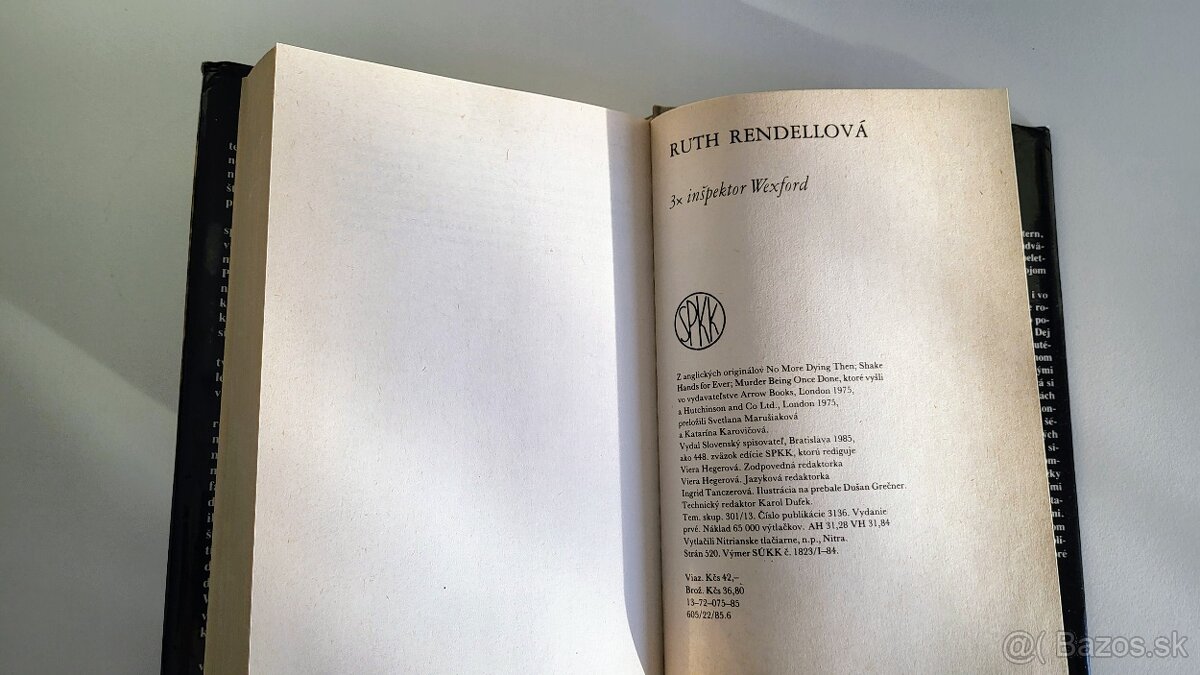 RUTH RENDELLOVÁ
3× inšpektor Wexford
SPKK
Z anglických originálov No More Dying Then; Shake
Hands for Ever; Murder Being Once Done, ktoré vyšli
vo vydavateľstve Arrow Books, London 1975,
a Hutchinson and Co Ltd., London 1975,
preložili Svetlana Marušiaková
a Katarína Karovičová.
Vydal Slovenský spisovateľ, Bratislava 1985,
ako 448. zväzok edície SPKK, ktorú rediguje
Viera Hegerová. Zodpovedná redaktorka
Viera Hegerová. Jazyková redaktorka
Ingrid Tanczerová. Ilustrácia na prebale Dušan Grečner.
Technický redaktor Karol Dufek.
Tem. skup. 301/13. Číslo publikácie 3136. Vydanie
prvé. Náklad 65 000 výtlačkov. AH 31,28 VH 31,84
Vytlačili Nitrianske tlačiarne, n.p., Nitra.
Strán 520. Výmer SÚKK č. 1823/I–84.
Viaz. Kčs 42,–
Brož. Kčs 36,80
13–72–075–85
605/22/85.6
@( Bazos.sk